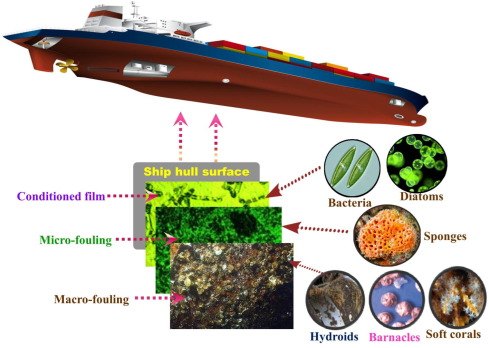 Ship hull surface
Conditioned film
Bacteria
Diatoms
Micro-fouling
Sponges
Macro-fouling
Hydroids
Barnacles
Soft corals